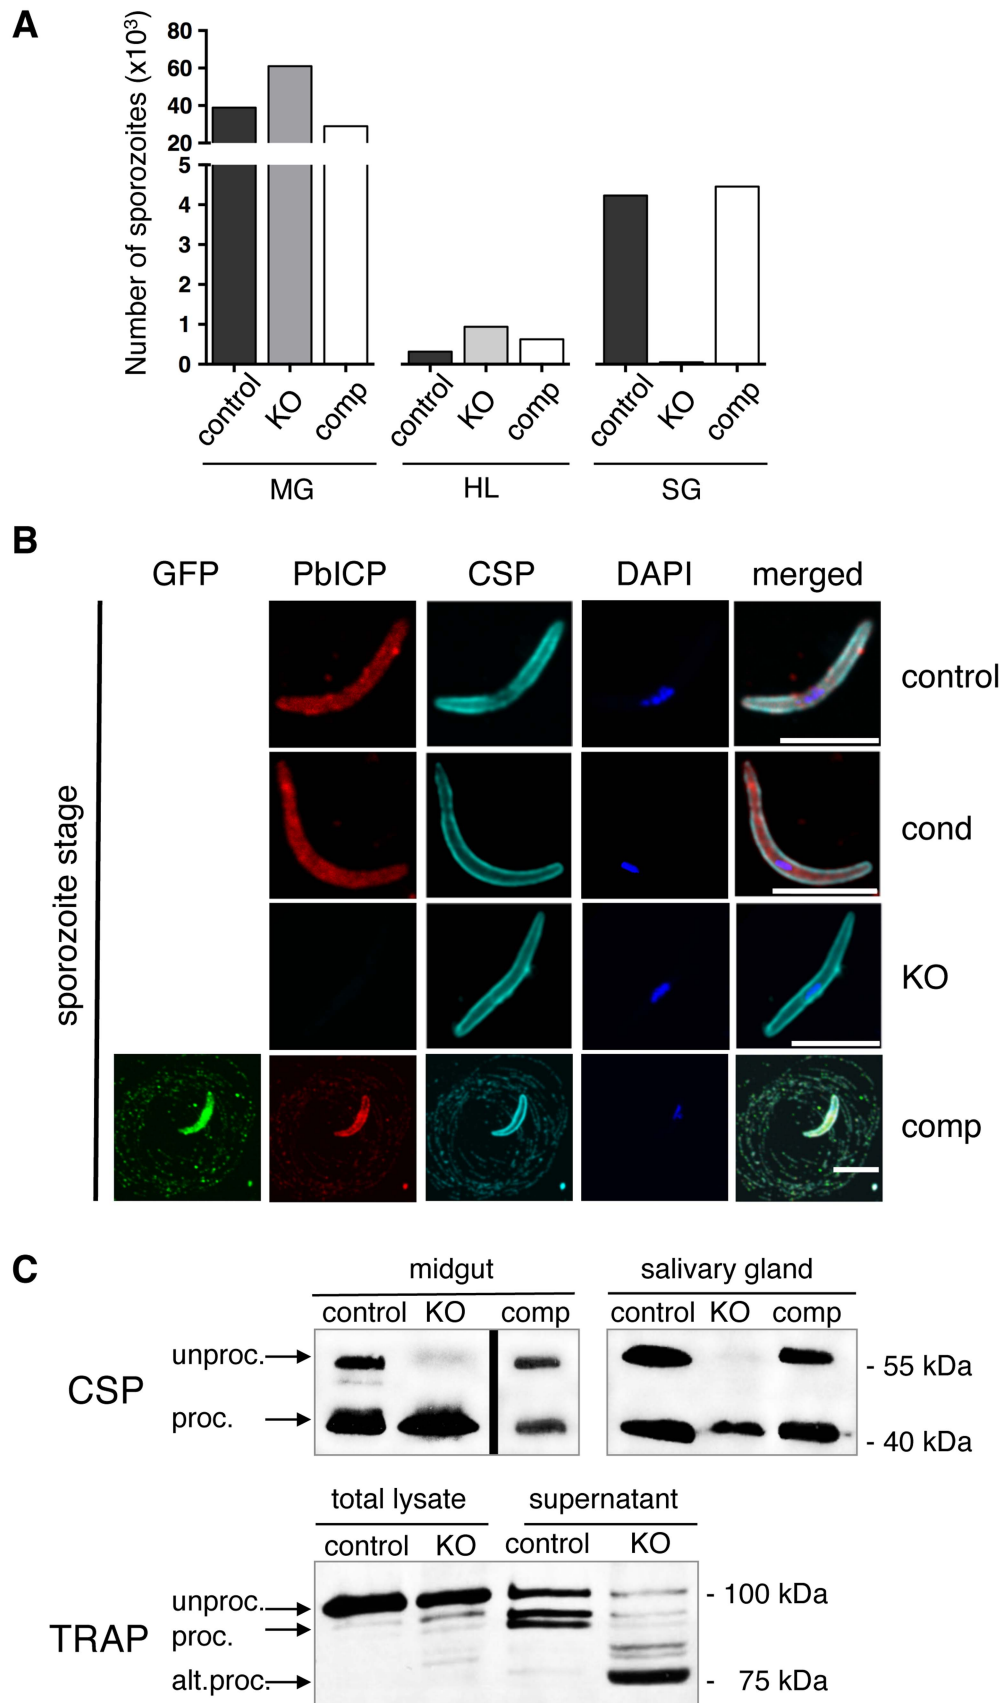 A
Number of sporozoites (x10³)
80
60
40
20
5
4
3
2
1
0
control KO comp control KO comp control KO comp
MG HL SG
B
GFP PbICP CSP DAPI merged
sporozoite stage
control
cond
KO
comp
C
midgut salivary gland
control KO comp control KO comp
CSP
unproc.
proc.
- 55 kDa
- 40 kDa
total lysate supernatant
control KO control KO
TRAP
unproc.
proc.
alt.proc.
- 100 kDa
- 75 kDa